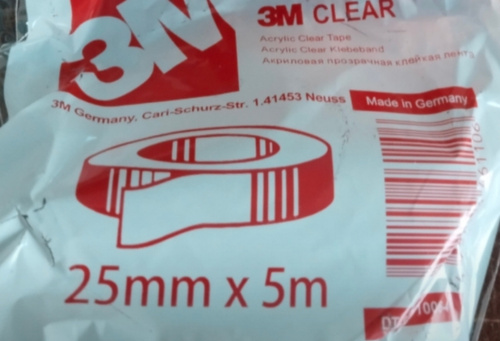 3M
3M CLEAR
Acrylic Clear Tape
Acrylic Clear Klebeband
Акриловая прозрачная клейкая лента
3M Germany, Carl-Schurz-Str. 1,41453 Neuss
Made in Germany
25mm x 5m